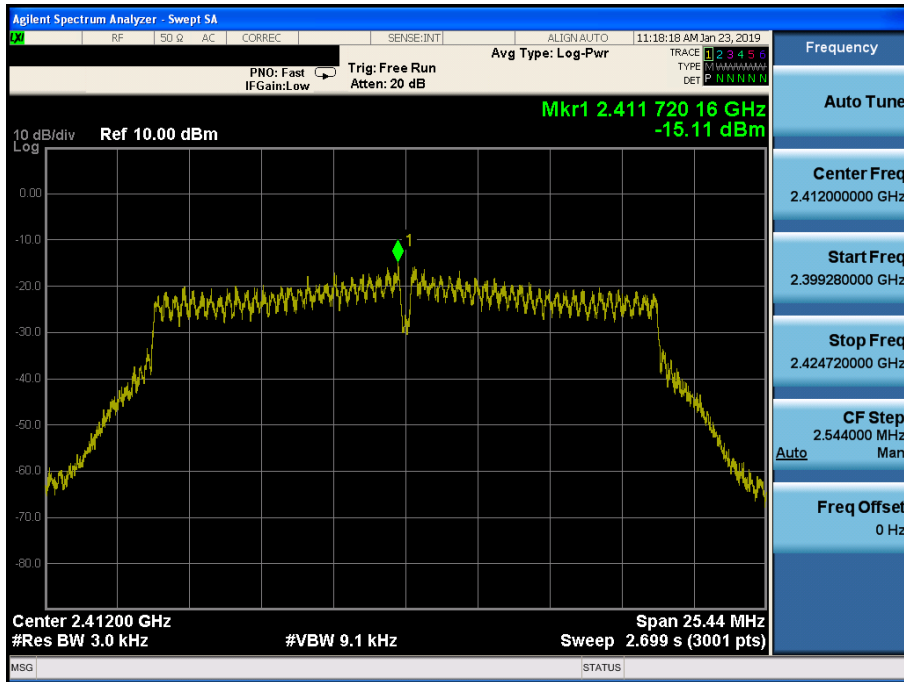 Agilent Spectrum Analyzer - Swept SA
LXI RF 50 Ω AC CORREC SENSE:INT ALIGN AUTO 11:18:18 AM Jan 23, 2019
Frequency
PNO: Fast
IFGain:Low
Trig: Free Run
Atten: 20 dB
Avg Type: Log-Pwr
TRACE 1 2 3 4 5 6
TYPE MWWWWW
DET P N N N N N
Auto Tune
Mkr1 2.411 720 16 GHz
-15.11 dBm
10 dB/div Ref 10.00 dBm
Log
0.00
-10.0
-20.0
-30.0
-40.0
-50.0
-60.0
-70.0
-80.0
1
Center Freq
2.412000000 GHz
Start Freq
2.399280000 GHz
Stop Freq
2.424720000 GHz
CF Step
2.544000 MHz
Auto Man
Freq Offset
0 Hz
Center 2.41200 GHz Span 25.44 MHz
#Res BW 3.0 kHz #VBW 9.1 kHz Sweep 2.699 s (3001 pts)
MSG STATUS